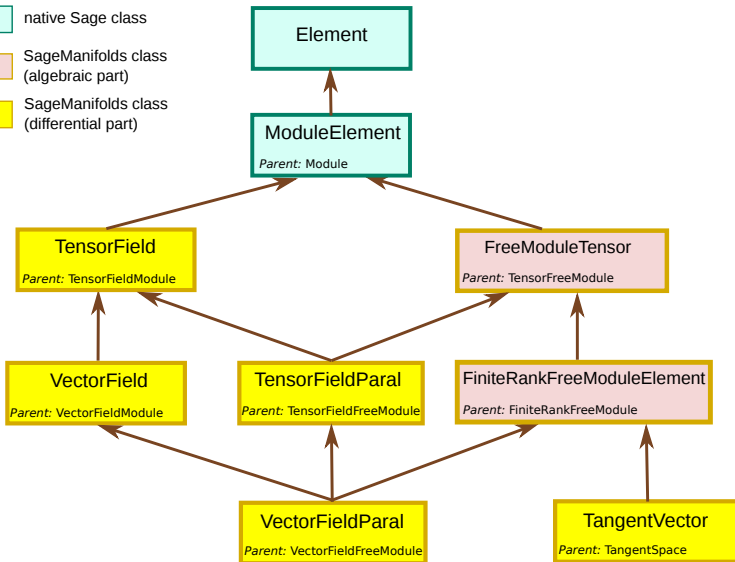 native Sage class
SageManifolds class
(algebraic part)
SageManifolds class
(differential part)
Element
ModuleElement
Parent: Module
TensorField
Parent: TensorFieldModule
FreeModuleTensor
Parent: TensorFreeModule
VectorField
Parent: VectorFieldModule
TensorFieldParal
Parent: TensorFieldFreeModule
FiniteRankFreeModuleElement
Parent: FiniteRankFreeModule
VectorFieldParal
Parent: VectorFieldFreeModule
TangentVector
Parent: TangentSpace